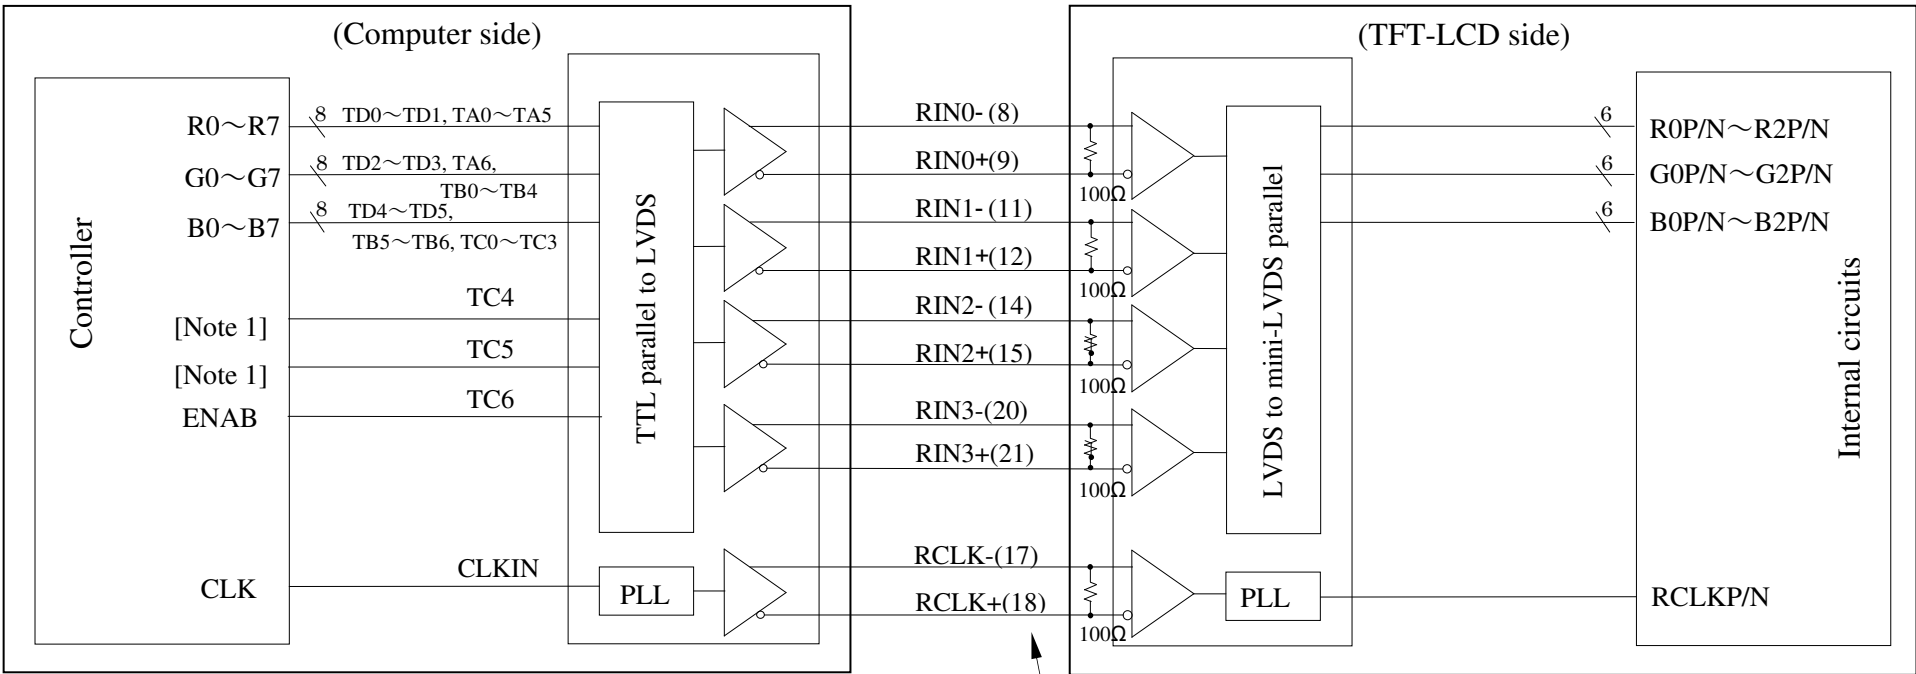 (Computer side)
(TFT-LCD side)
Controller
R0～R7
8
TD0～TD1, TA0～TA5
G0～G7
8
TD2～TD3, TA6,
TB0～TB4
B0～B7
8
TD4～TD5,
TB5～TB6, TC0～TC3
[Note 1]
TC4
[Note 1]
TC5
ENAB
TC6
CLK
CLKIN
TTL parallel to LVDS
PLL
RIN0- (8)
RIN0+(9)
100Ω
RIN1- (11)
RIN1+(12)
100Ω
RIN2- (14)
RIN2+(15)
100Ω
RIN3-(20)
RIN3+(21)
100Ω
RCLK-(17)
RCLK+(18)
100Ω
LVDS to mini-LVDS parallel
PLL
6
R0P/N～R2P/N
6
G0P/N～G2P/N
6
B0P/N～B2P/N
RCLKP/N
Internal circuits